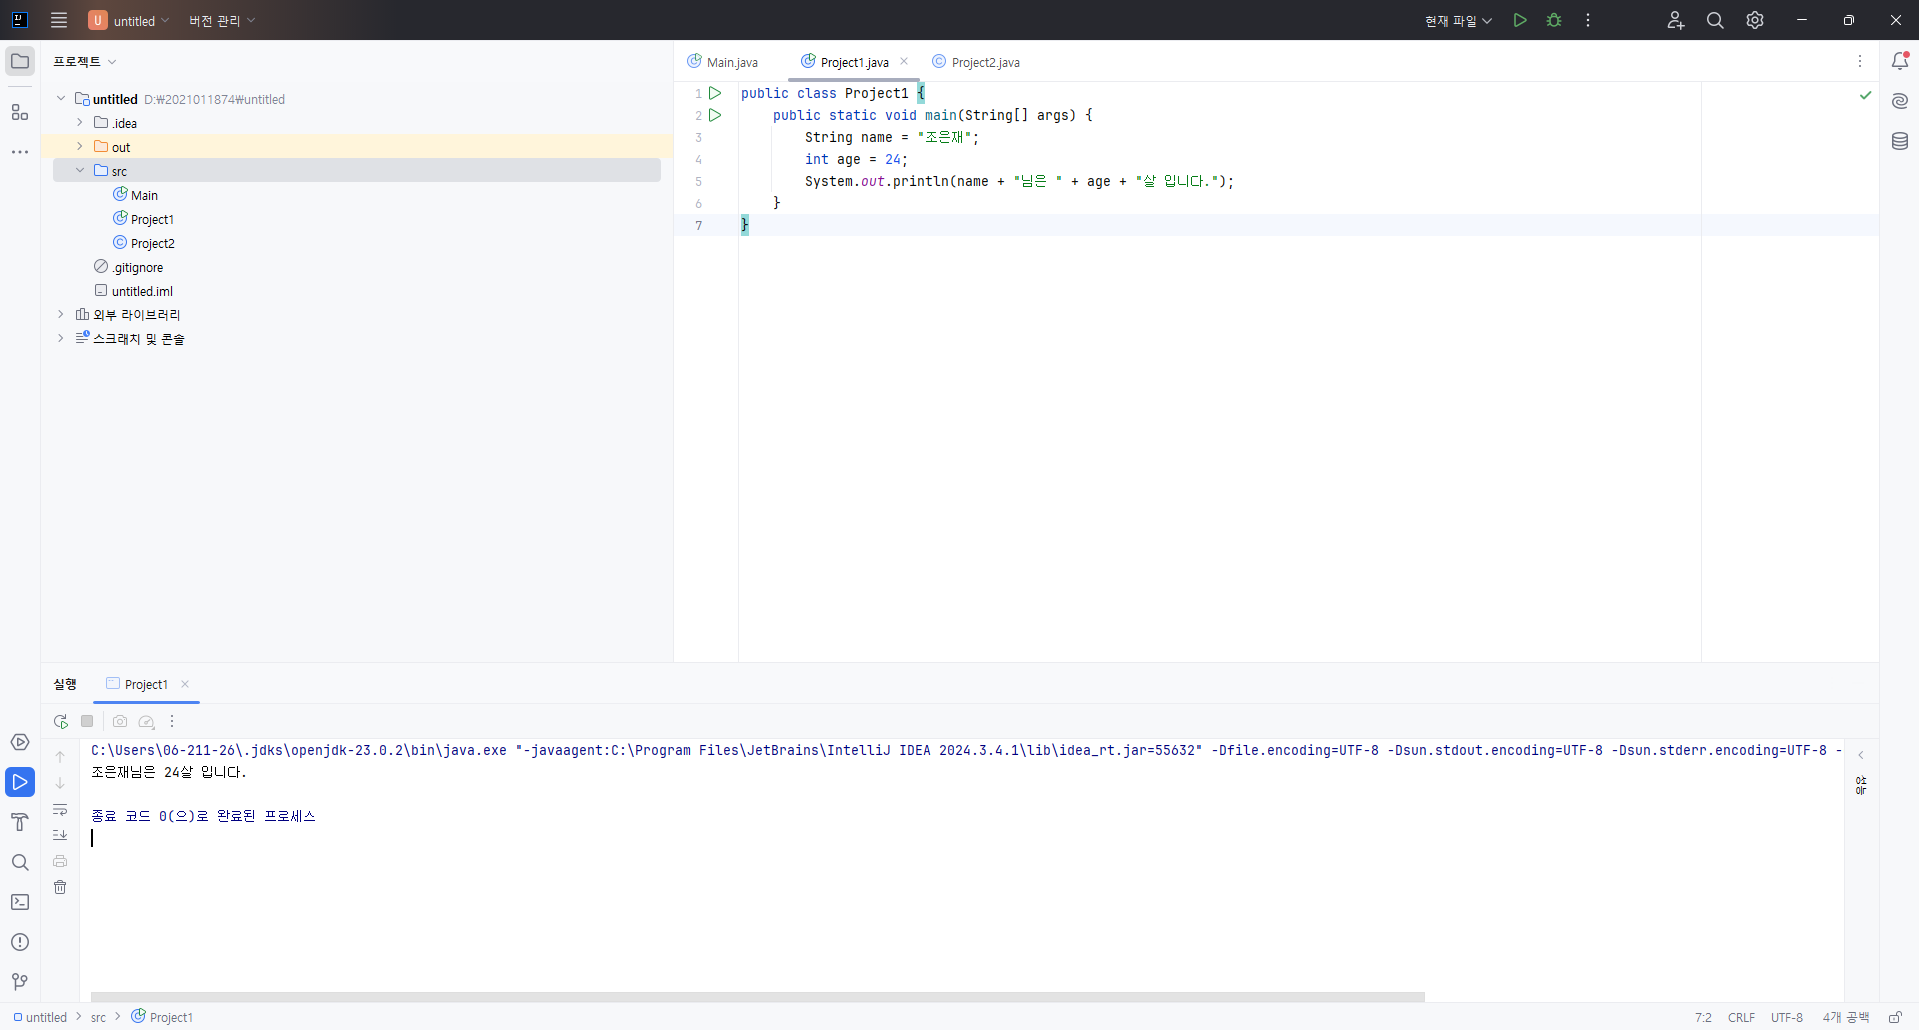 U untitled 버전 관리 현재 파일
프로젝트
untitled D:₩2021011874₩untitled
.idea
out
src
Main
Project1
Project2
.gitignore
untitled.iml
외부 라이브러리
스크래치 및 콘솔
Main.java Project1.java Project2.java
1 public class Project1 {
2 public static void main(String[] args) {
3 String name = "조은재";
4 int age = 24;
5 System.out.println(name + "님은 " + age + "살 입니다.");
6 }
7 }
실행 Project1
C:\Users\06-211-26\.jdks\openjdk-23.0.2\bin\java.exe "-javaagent:C:\Program Files\JetBrains\IntelliJ IDEA 2024.3.4.1\lib\idea_rt.jar=55632" -Dfile.encoding=UTF-8 -Dsun.stdout.encoding=UTF-8 -Dsun.stderr.encoding=UTF-8 -
조은재님은 24살 입니다.
종료 코드 0(으)로 완료된 프로세스
untitled > src > Project1 7:2 CRLF UTF-8 4개 공백